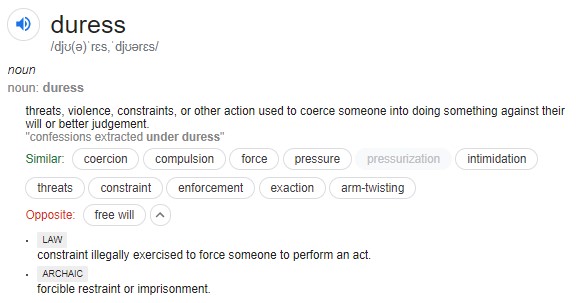 duress
/djʊ(ə)ˈrɛs,ˈdjʊərɛs/
noun
noun: duress
threats, violence, constraints, or other action used to coerce someone into doing something against their
will or better judgement.
"confessions extracted under duress"
Similar: coercion compulsion force pressure pressurization intimidation
threats constraint enforcement exaction arm-twisting
Opposite: free will
• LAW
constraint illegally exercised to force someone to perform an act.
• ARCHAIC
forcible restraint or imprisonment.